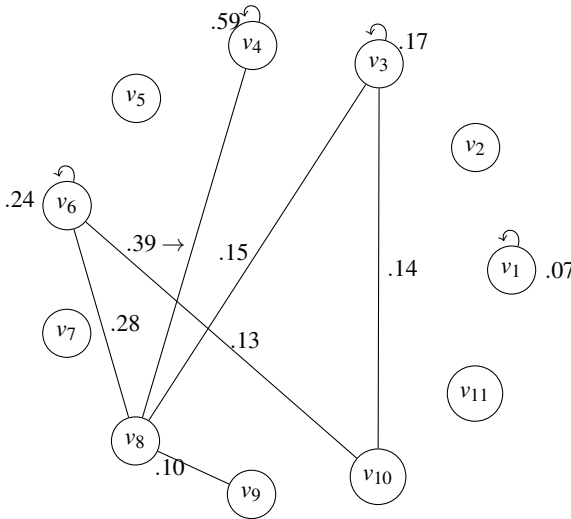 .59
v4
v3
.17
v5
v2
.24
v6
.39 →
.15
.14
v1
.07
v7
.28
.13
v11
v8
.10
v9
v10